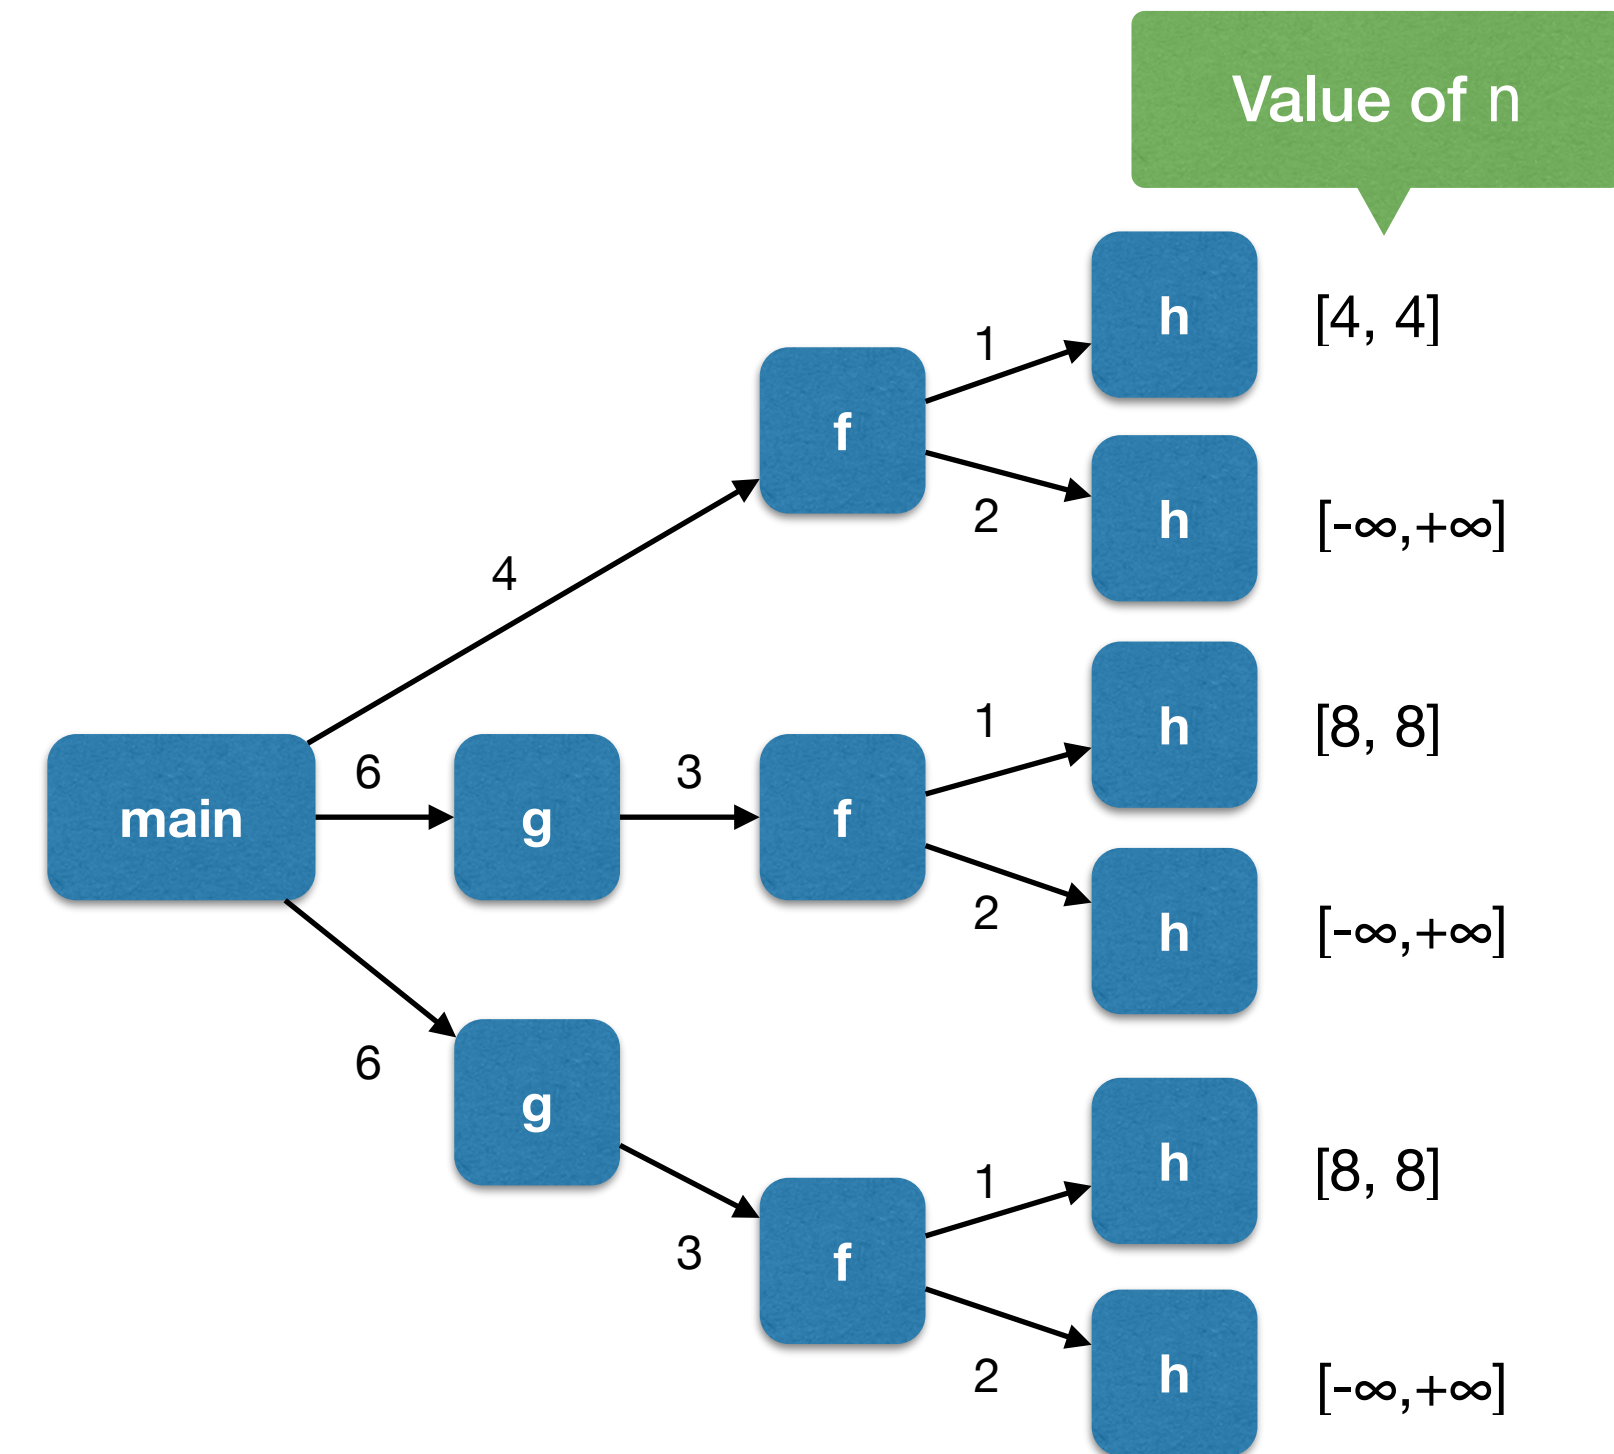 Value of n
h
[4, 4]
1
f
2
h
[-∞,+∞]
4
h
[8, 8]
1
main
6
g
3
f
2
h
[-∞,+∞]
6
g
3
h
[8, 8]
1
f
2
h
[-∞,+∞]